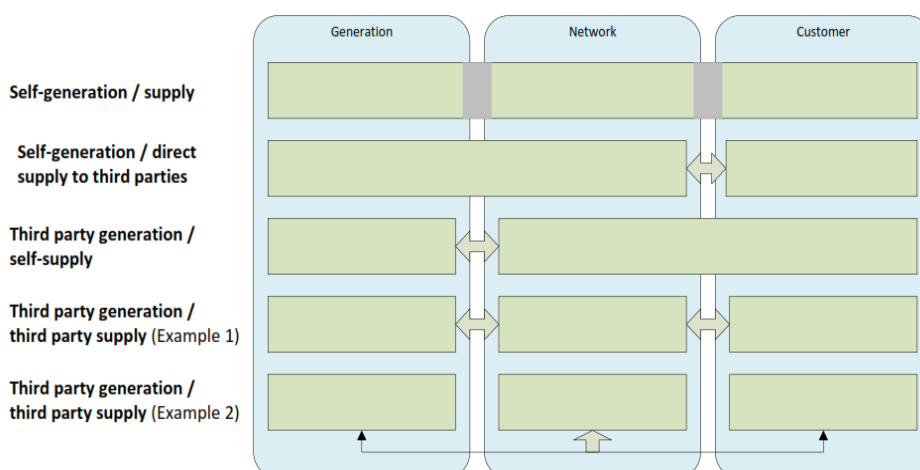 Generation
Network
Customer
Self-generation / supply
Self-generation / direct
supply to third parties
Third party generation /
self-supply
Third party generation /
third party supply (Example 1)
Third party generation /
third party supply (Example 2)